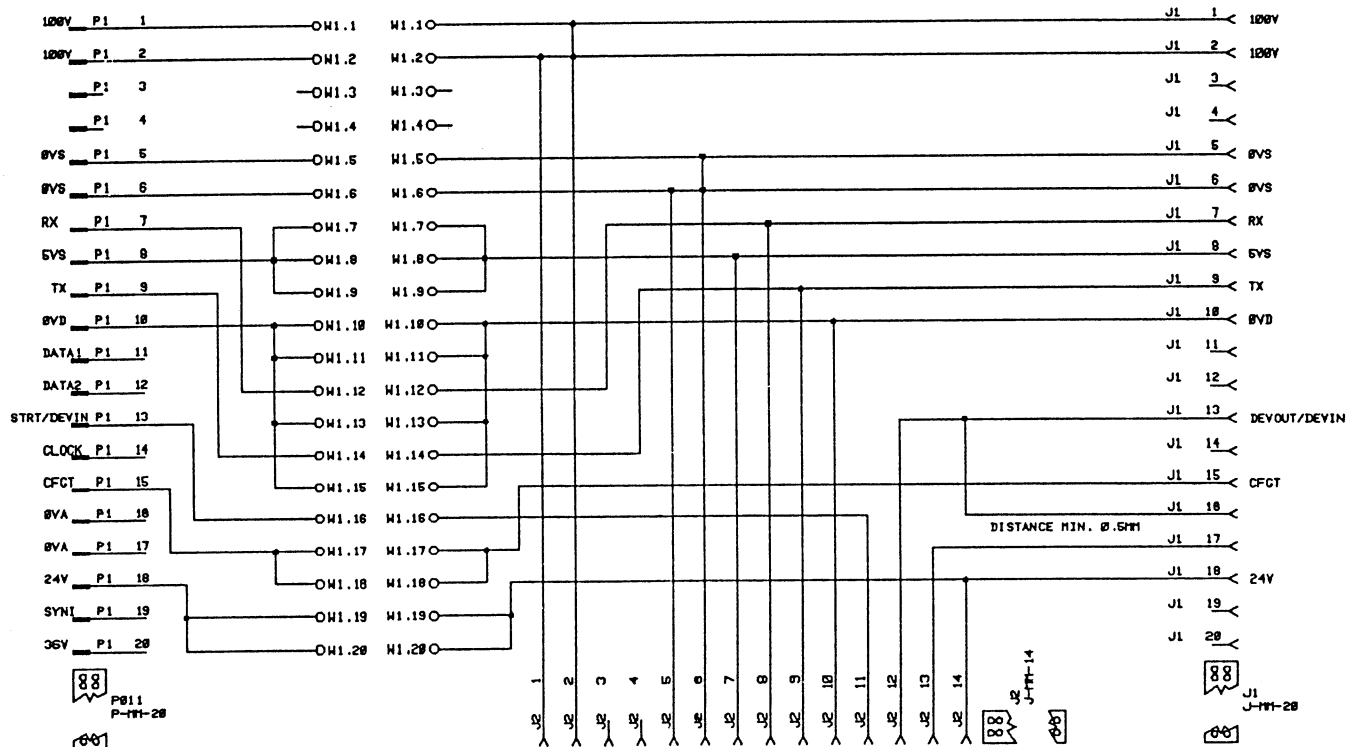 100V P1 1 W1.1 W1.1 J1 1 100V
100V P1 2 W1.2 W1.2 J1 2 100V
P1 3 W1.3 W1.3 J1 3
P1 4 W1.4 W1.4 J1 4
0VS P1 5 W1.5 W1.5 J1 5 0VS
0VS P1 6 W1.6 W1.6 J1 6 0VS
RX P1 7 W1.7 W1.7 J1 7 RX
5VS P1 8 W1.8 W1.8 J1 8 5VS
TX P1 9 W1.9 W1.9 J1 9 TX
0VD P1 10 W1.10 W1.10 J1 10 0VD
DATA1 P1 11 W1.11 W1.11 J1 11
DATA2 P1 12 W1.12 W1.12 J1 12
STRT/DEVIN P1 13 W1.13 W1.13 J1 13 DEVOUT/DEVIN
CLOCK P1 14 W1.14 W1.14 J1 14
CFGT P1 15 W1.15 W1.15 J1 15 CFGT
0VA P1 16 W1.16 W1.16 J1 16
DISTANCE MIN. 0.5MM
0VA P1 17 W1.17 W1.17 J1 17
24V P1 18 W1.18 W1.18 J1 18 24V
SYNI P1 19 W1.19 W1.19 J1 19
36V P1 20 W1.20 W1.20 J1 20
1 2 3 4 5 6 7 8 9 10 11 12 13 14
J2 J2 J2 J2 J2 J2 J2 J2 J2 J2 J2 J2 J2 J2
P011
P-MM-20
J2
J-MM-14
J1
J-MM-20